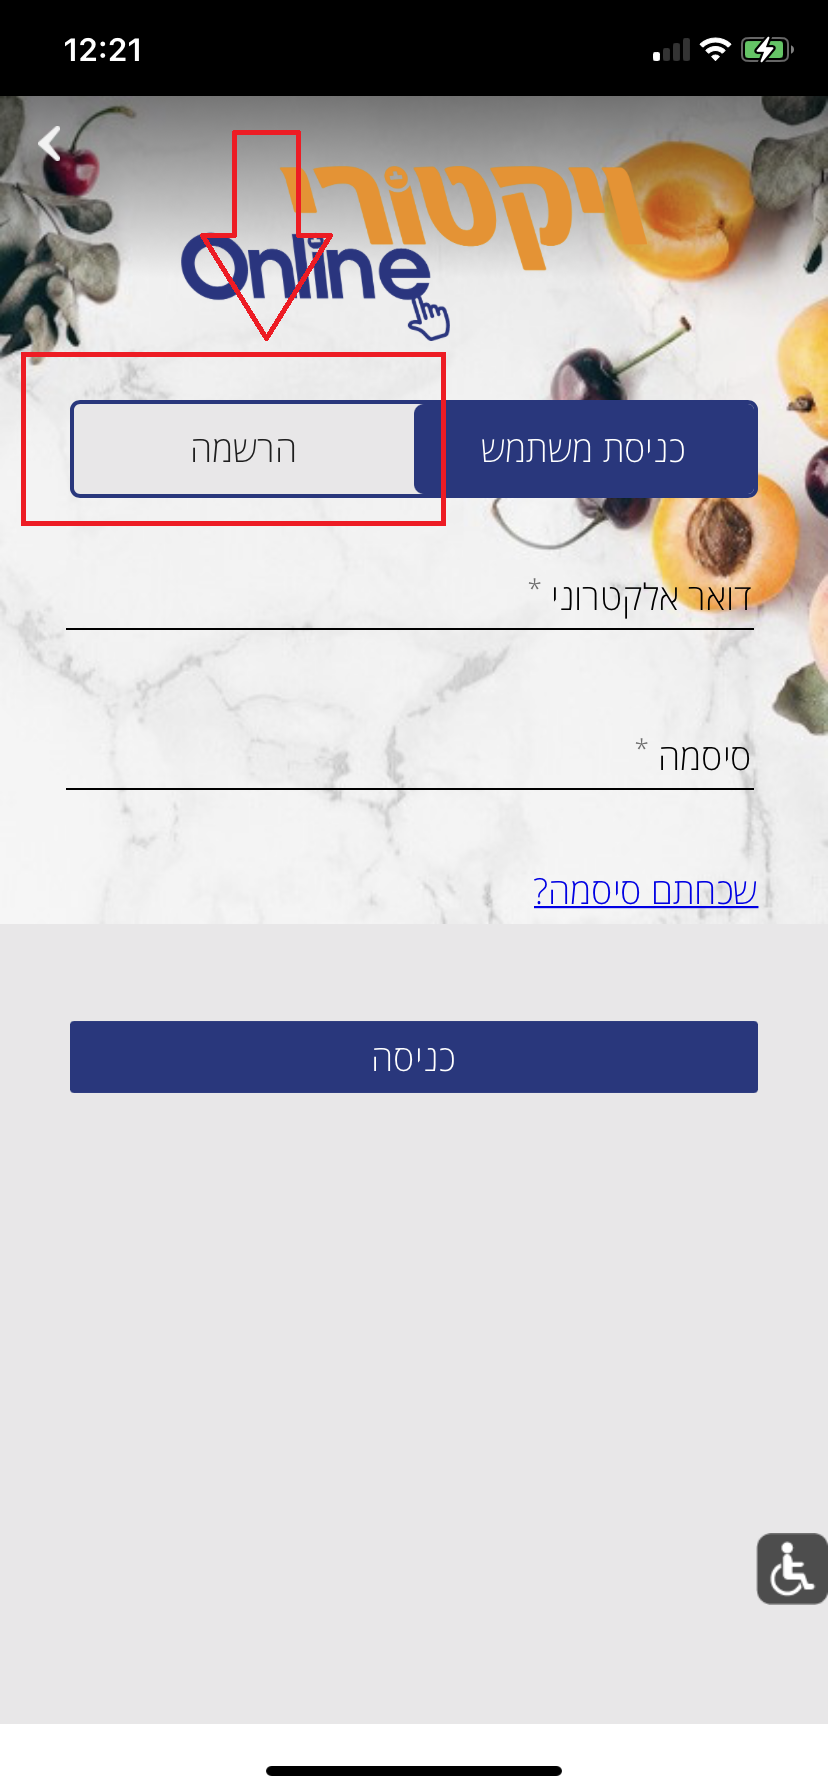 12:21
ויקטורי
Online
כניסת משתמש
הרשמה
דואר אלקטרוני *
סיסמה *
שכחתם סיסמה?
כניסה